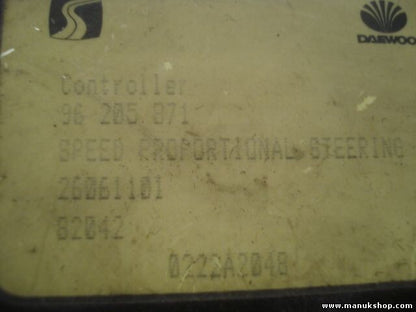 DAEWOO
Controller
96 205 871
SPEED PROPORTIONAL STEERING
26061101
82042
0222A2048
www.manukshop.com